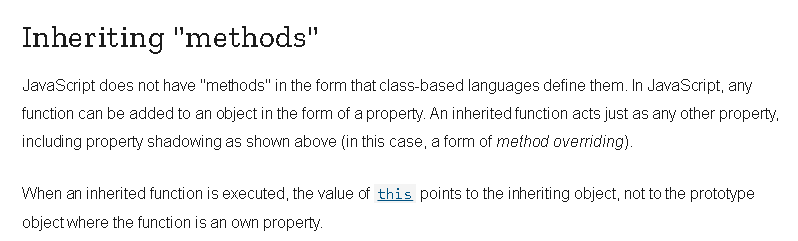 Inheriting "methods"
JavaScript does not have "methods" in the form that class-based languages define them. In JavaScript, any
function can be added to an object in the form of a property. An inherited function acts just as any other property,
including property shadowing as shown above (in this case, a form of method overriding).
When an inherited function is executed, the value of this points to the inheriting object, not to the prototype
object where the function is an own property.